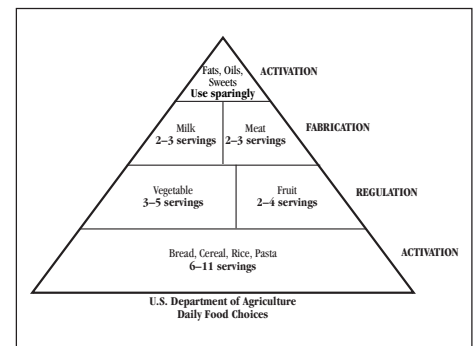 Fats, Oils,
Sweets
Use sparingly
ACTIVATION
Milk
2–3 servings
Meat
2–3 servings
FABRICATION
Vegetable
3–5 servings
Fruit
2–4 servings
REGULATION
Bread, Cereal, Rice, Pasta
6–11 servings
ACTIVATION
U.S. Department of Agriculture
Daily Food Choices